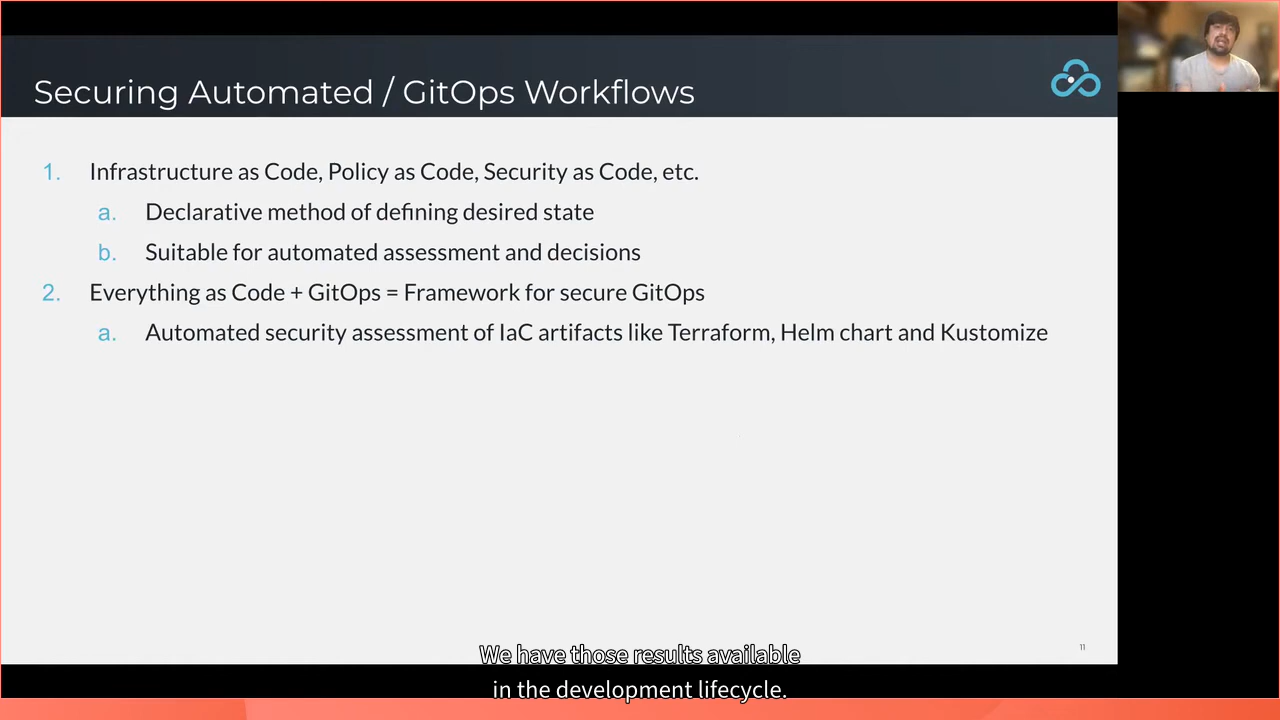 Securing Automated / GitOps Workflows
1. Infrastructure as Code, Policy as Code, Security as Code, etc.
a. Declarative method of defining desired state
b. Suitable for automated assessment and decisions
2. Everything as Code + GitOps = Framework for secure GitOps
a. Automated security assessment of IaC artifacts like Terraform, Helm chart and Kustomize
11
We have those results available
in the development lifecycle.